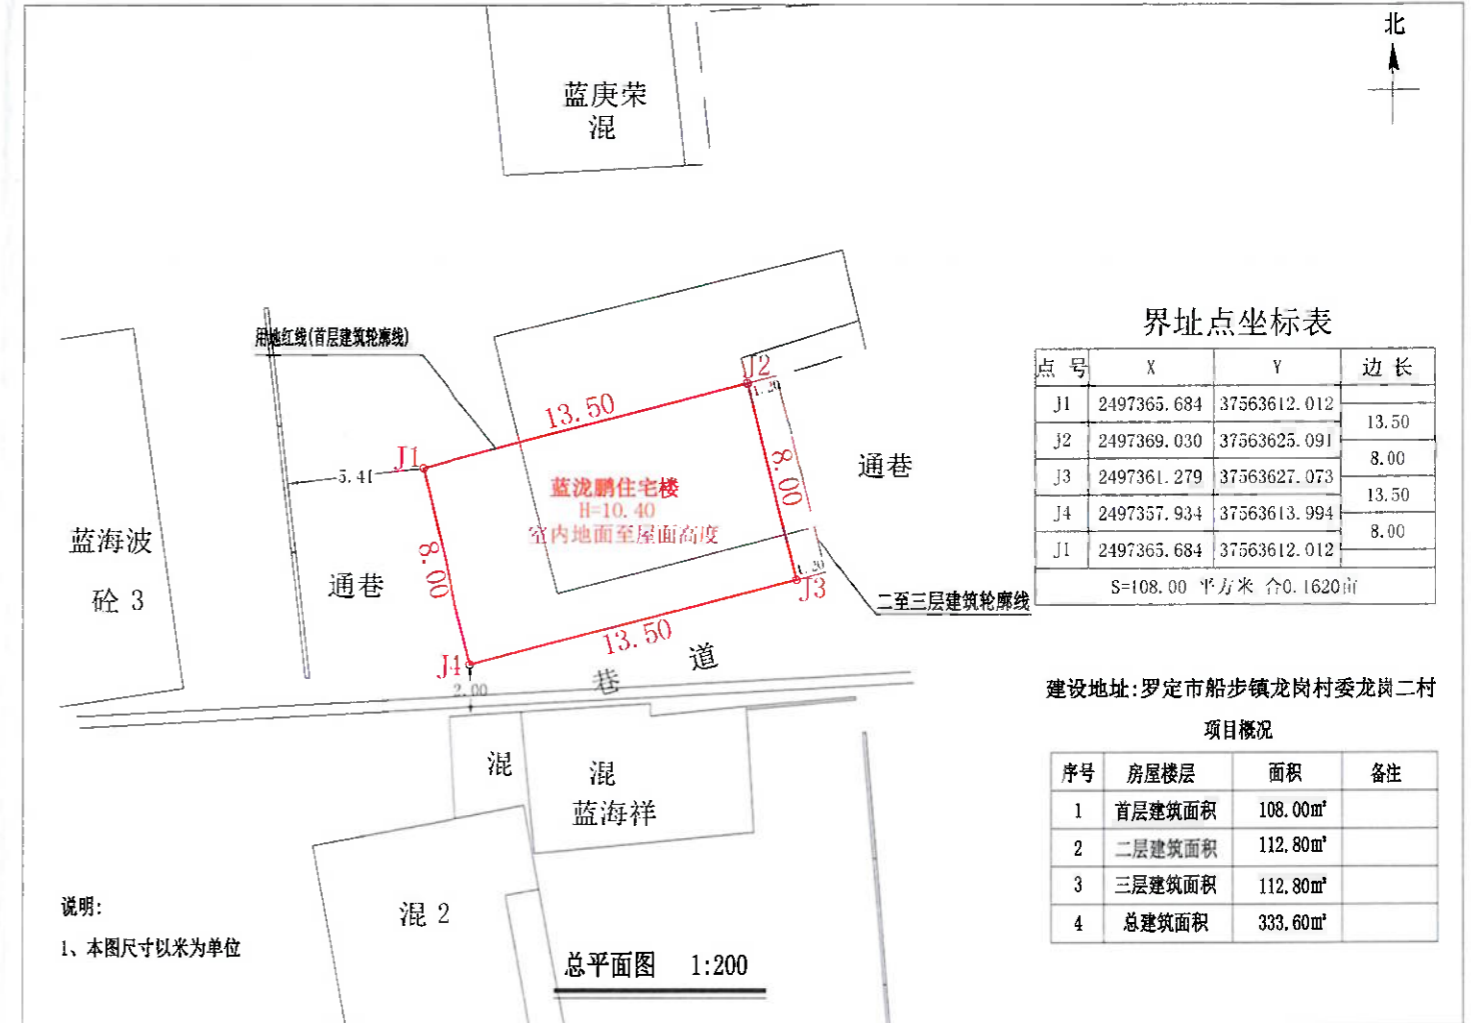 北
蓝庚荣
混
用地红线(首层建筑轮廓线)
J2
1.20
13.50
J1
5.41
8.00
通巷
蓝泷鹏住宅楼
H=10.40
室内地面至屋面高度
蓝海波
砼 3
通巷
8.00
1.20
J3
二至三层建筑轮廓线
13.50
J4
巷 道
2.00
混
混
蓝海祥
混 2
界址点坐标表
点 号 X Y 边 长
J1 2497365.684 37563612.012
13.50
J2 2497369.030 37563625.091
8.00
J3 2497361.279 37563627.073
13.50
J4 2497357.934 37563613.994
8.00
J1 2497365.684 37563612.012
S=108.00 平方米 合0.1620亩
建设地址:罗定市船步镇龙岗村委龙岗二村
项目概况
序号 房屋楼层 面积 备注
1 首层建筑面积 108.00㎡
2 二层建筑面积 112.80㎡
3 三层建筑面积 112.80㎡
4 总建筑面积 333.60㎡
说明:
1、本图尺寸以米为单位
总平面图 1:200